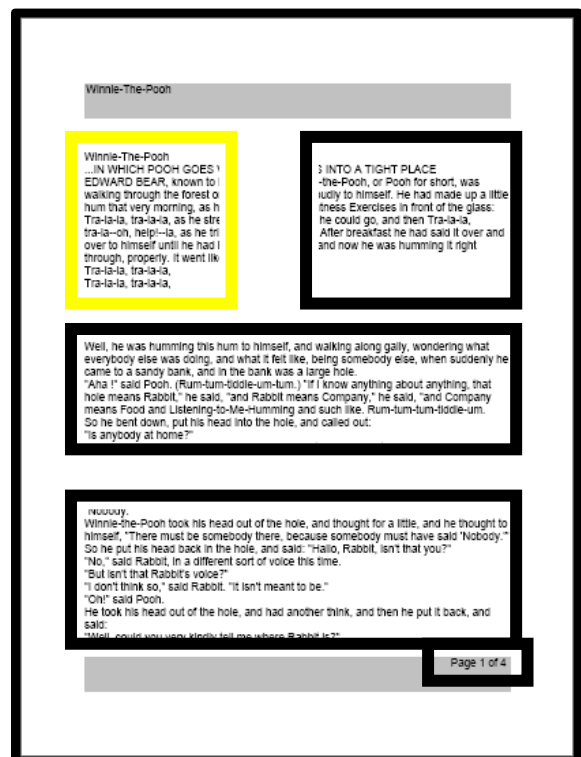 Winnie-The-Pooh
Winnie-The-Pooh
...IN WHICH POOH GOES
EDWARD BEAR, known to
walking through the forest
hum that very morning, as
Tra-la-la, tra-la-la, as he
tra-la--oh, help!--la, as he
over to himself until he had
through, properly. It went
Tra-la-la, tra-la-la,
Tra-la-la, tra-la-la,
INTO A TIGHT PLACE
-the-Pooh, or Pooh for short, was
to himself. He had made up a little
Exercises in front of the glass:
he could go, and then Tra-la-la,
After breakfast he had said it over and
and now he was humming it right
Well, he was humming this hum to himself, and walking along gaily, wondering what
everybody else was doing, and what it felt like, being somebody else, when suddenly he
came to a sandy bank, and in the bank was a large hole.
"Aha !" said Pooh. (Rum-tum-tiddle-um-tum.) "If I know anything about anything, that
hole means Rabbit," he said, "and Rabbit means Company," he said, "and Company
means Food and Listening-to-Me-Humming and such like. Rum-tum-tum-tiddle-um.
So he bent down, put his head into the hole, and called out:
"Is anybody at home?"
Winnie-the-Pooh took his head out of the hole, and thought for a little, and he thought to
himself, "There must be somebody there, because somebody must have said 'Nobody.'"
So he put his head back in the hole, and said: "Hallo, Rabbit, isn't that you?"
"No," said Rabbit, in a different sort of voice this time.
"But isn't that Rabbit's voice?"
"I don't think so," said Rabbit. "It isn't meant to be."
"Oh!" said Pooh.
He took his head out of the hole, and had another think, and then he put it back, and
said:
"Well, could you very kindly tell me where Rabbit is?"
Page 1 of 4